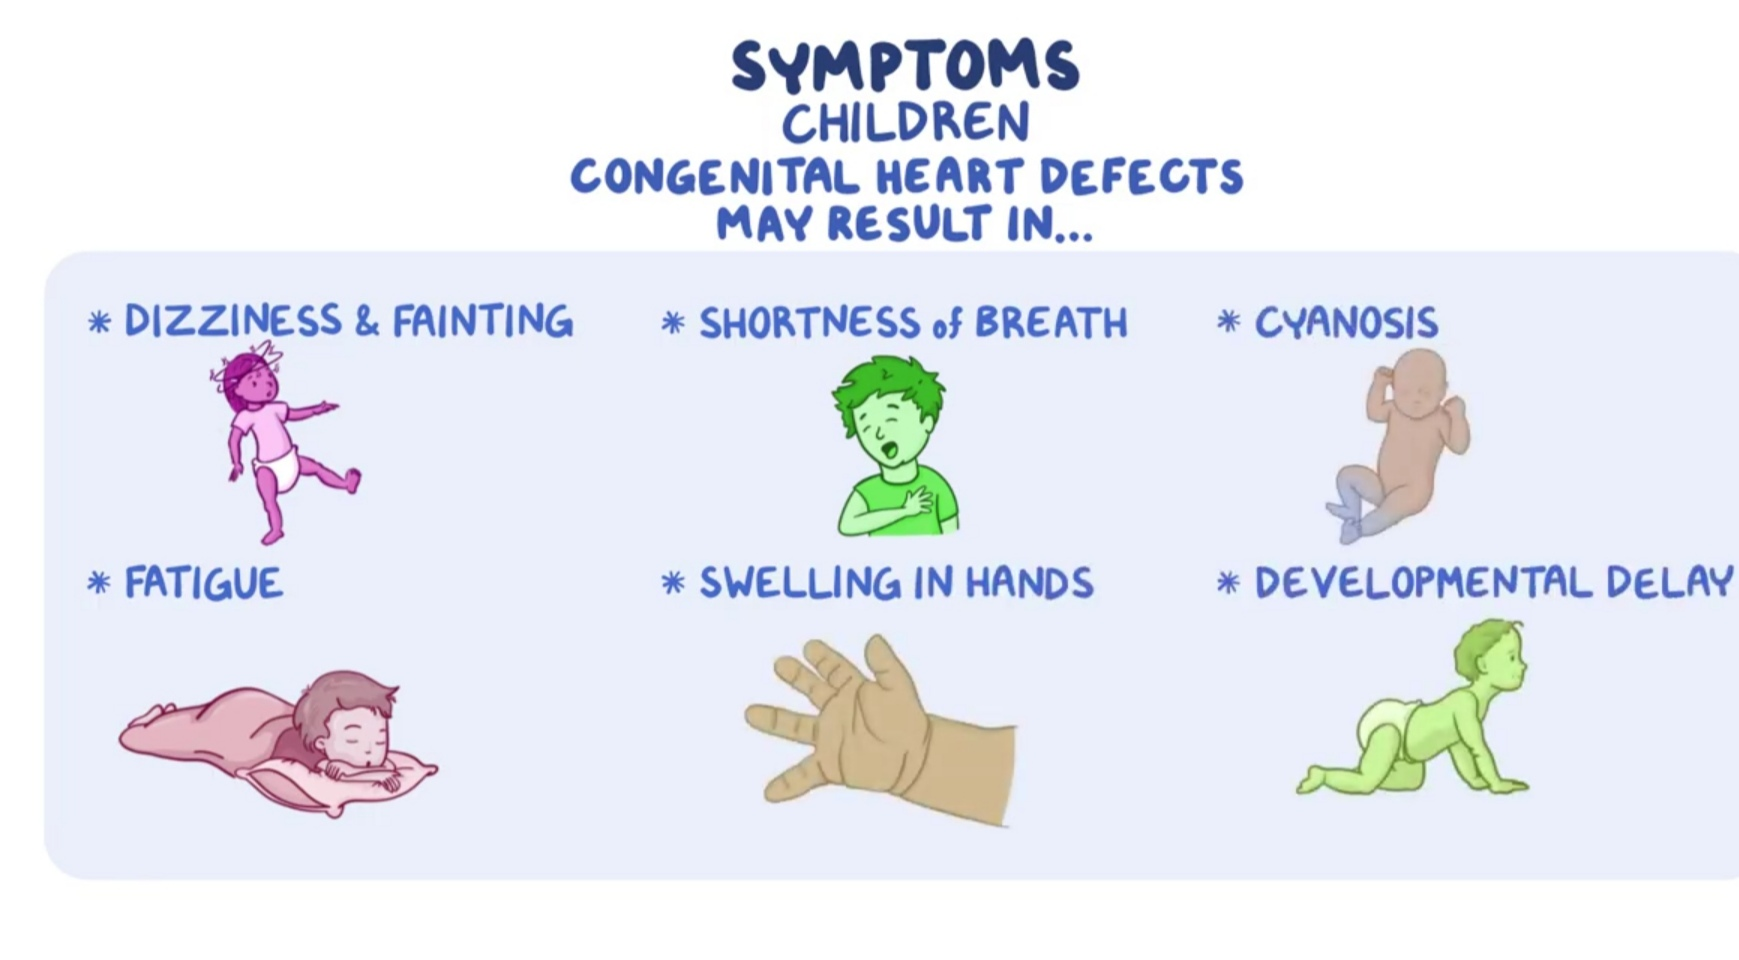 SYMPTOMS
CHILDREN
CONGENITAL HEART DEFECTS
MAY RESULT IN...
* DIZZINESS & FAINTING
* SHORTNESS of BREATH
* CYANOSIS
* FATIGUE
* SWELLING IN HANDS
* DEVELOPMENTAL DELAY